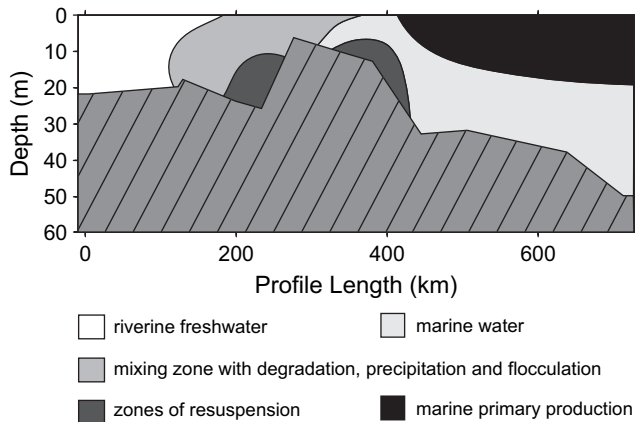 0
10
20
30
40
50
60
Depth (m)
0 200 400 600
Profile Length (km)
riverine freshwater
marine water
mixing zone with degradation, precipitation and flocculation
zones of resuspension
marine primary production